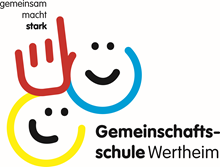 gemeinsam
macht
stark
Gemeinschafts-
schule Wertheim